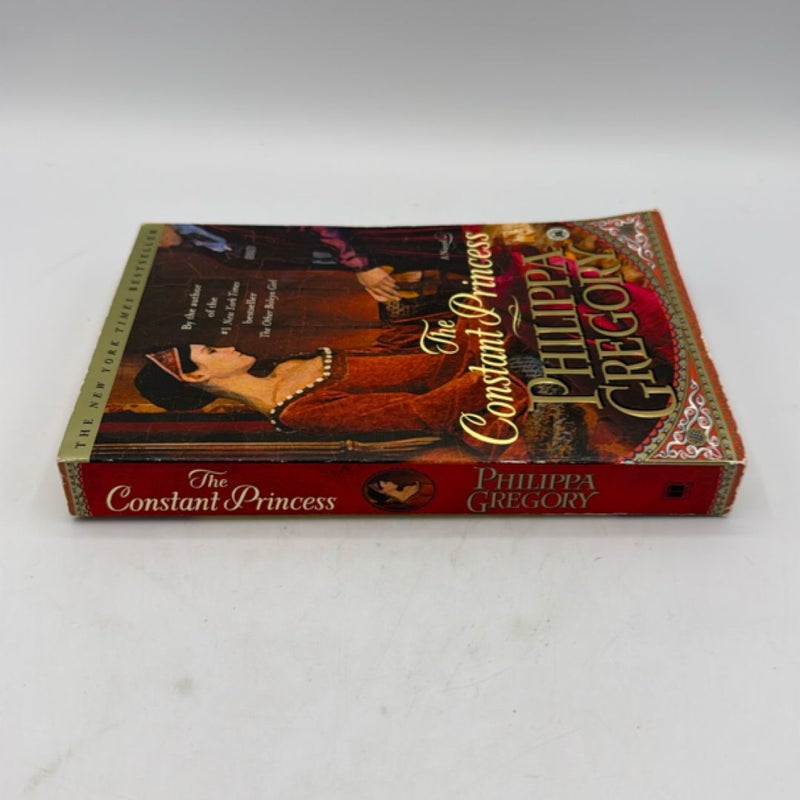 THE NEW YORK TIMES BESTSELLER
By the author
of the
#1 New York Times
bestseller
The Other Boleyn Girl
A Novel
The
Constant Princess
PHILIPPA
GREGORY
The
Constant Princess
PHILIPPA
GREGORY